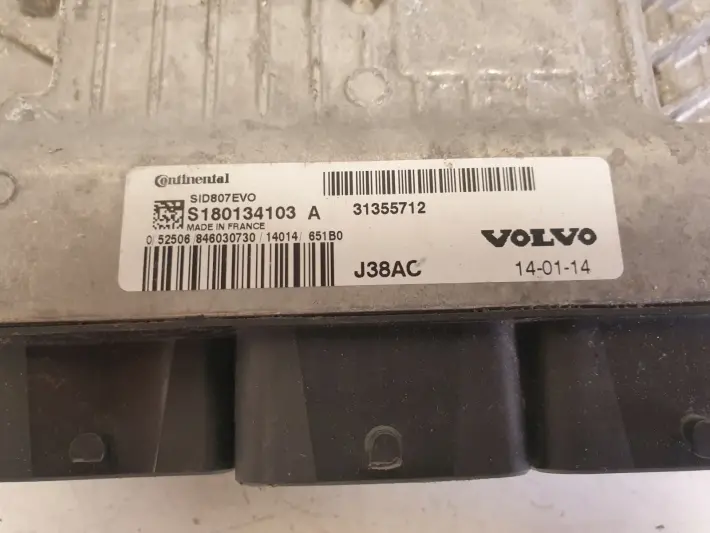 Continental
SID807EVO
S180134103 A
MADE IN FRANCE
0 52506 /846030730 / 14014 / 651B0
31355712
VOLVO
J38AC
14-01-14